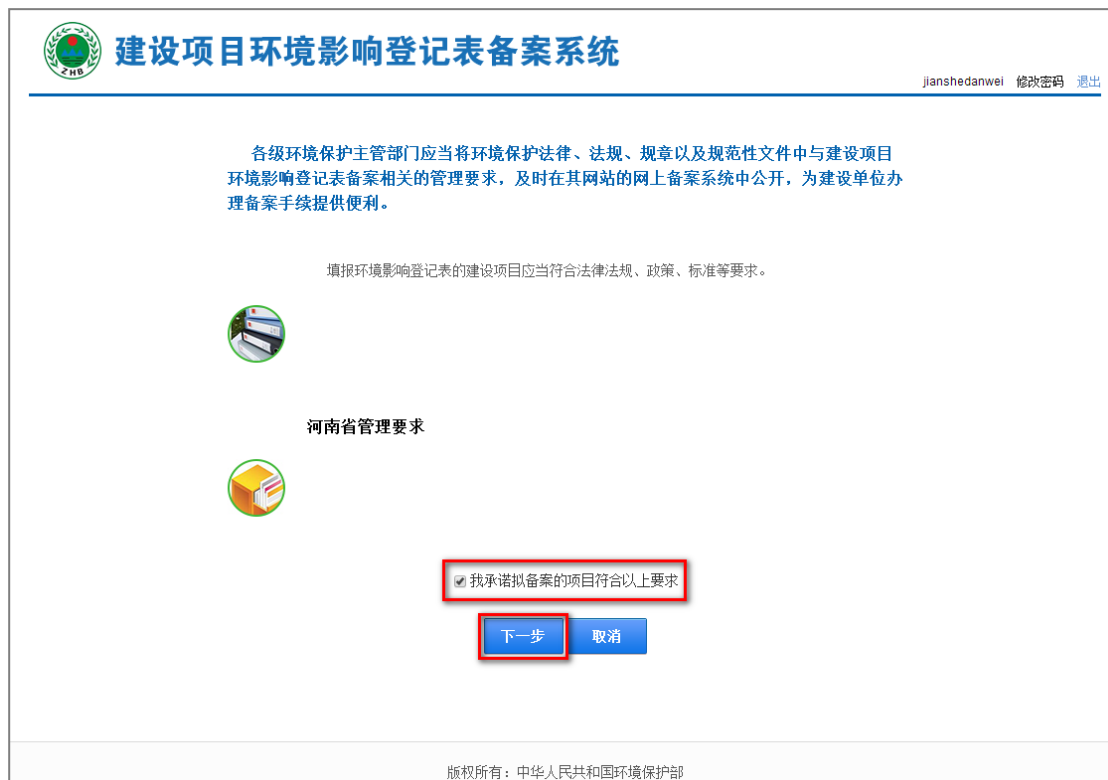 ZHB
建设项目环境影响登记表备案系统
jianshedanwei 修改密码 退出
各级环境保护主管部门应当将环境保护法律、法规、规章以及规范性文件中与建设项目
环境影响登记表备案相关的管理要求，及时在其网站的网上备案系统中公开，为建设单位办
理备案手续提供便利。
填报环境影响登记表的建设项目应当符合法律法规、政策、标准等要求。
河南省管理要求
我承诺拟备案的项目符合以上要求
下一步 取消
版权所有：中华人民共和国环境保护部